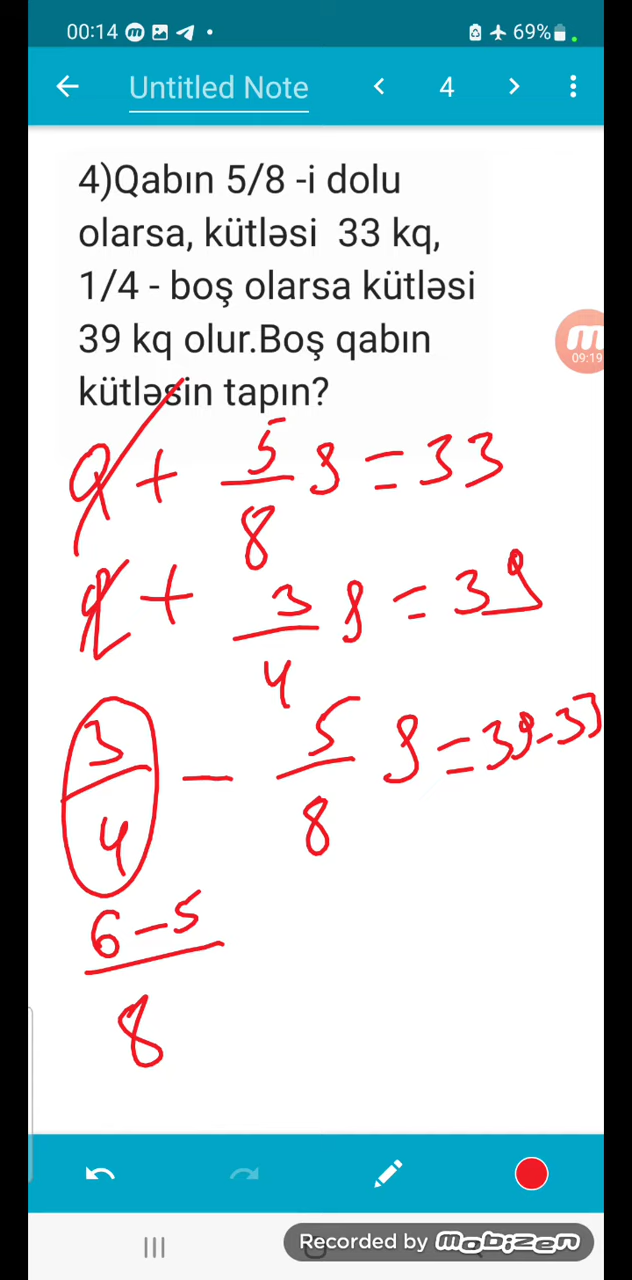 00:14 69%
Untitled Note 4
4)Qabın 5/8 -i dolu
olarsa, kütləsi 33 kq,
1/4 - boş olarsa kütləsi
39 kq olur.Boş qabın
kütləsin tapın?
09:19
q + 5/8 = 33
q + 3/4 = 39
3/4 - 5/8 = 39-33
6-5/8
Recorded by mobizen